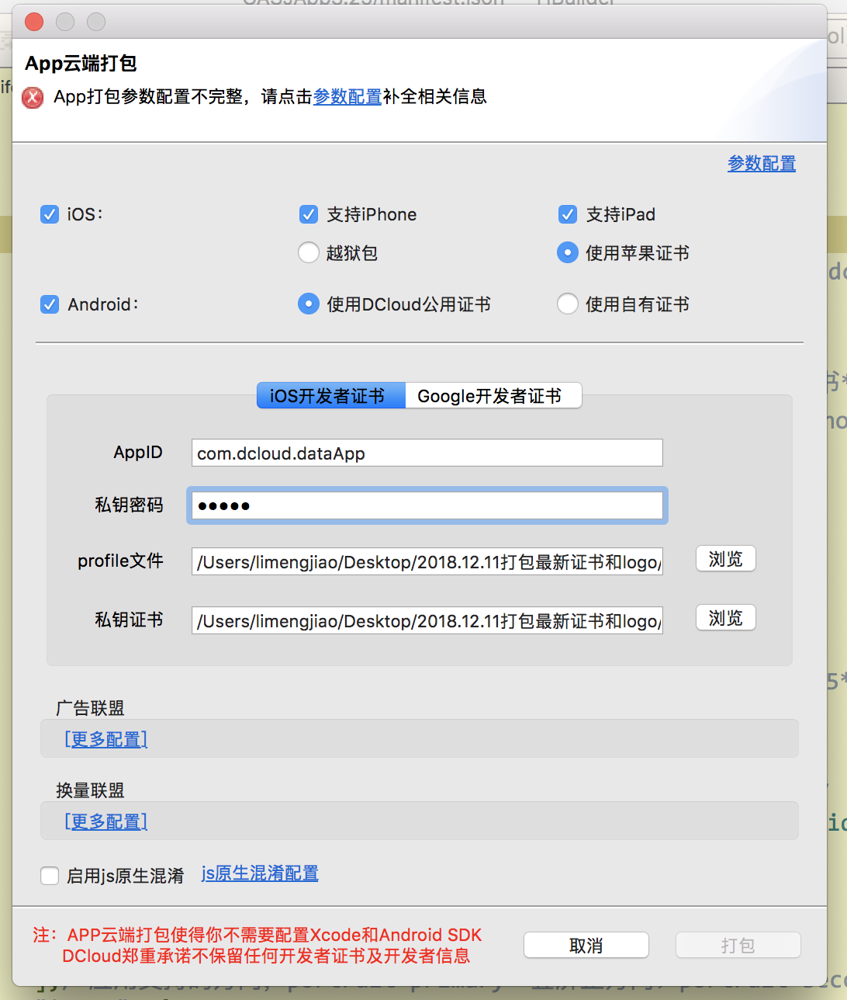 App云端打包
App打包参数配置不完整，请点击参数配置补全相关信息
参数配置
iOS：
支持iPhone
支持iPad
越狱包
使用苹果证书
Android：
使用DCloud公用证书
使用自有证书
iOS开发者证书
Google开发者证书
AppID
com.dcloud.dataApp
私钥密码
profile文件
/Users/limengjiao/Desktop/2018.12.11打包最新证书和logo/
浏览
私钥证书
/Users/limengjiao/Desktop/2018.12.11打包最新证书和logo/
浏览
广告联盟
[更多配置]
换量联盟
[更多配置]
启用js原生混淆
js原生混淆配置
注：APP云端打包使得你不需要配置Xcode和Android SDK
DCloud郑重承诺不保留任何开发者证书及开发者信息
取消
打包